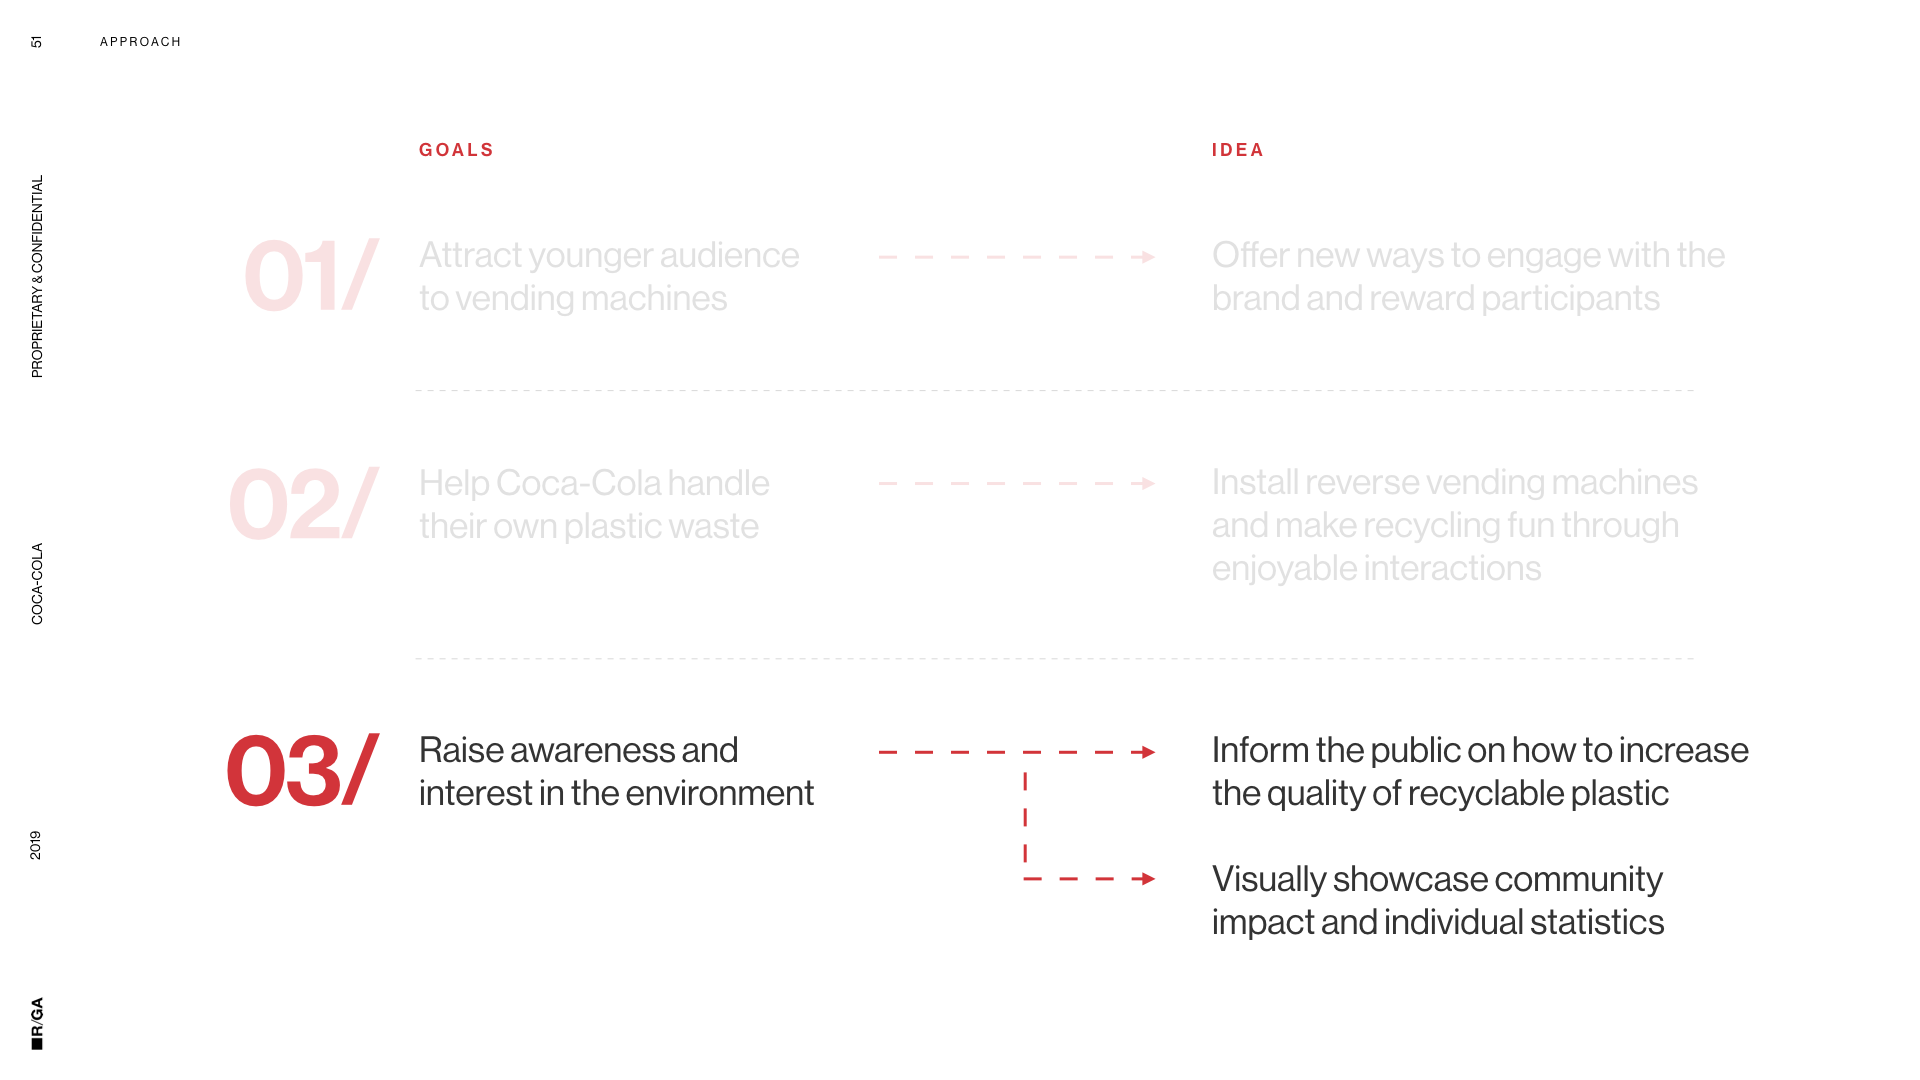 51
APPROACH
PROPRIETARY & CONFIDENTIAL
COCA-COLA
2019
R/GA
GOALS
IDEA
01/
Attract younger audience
to vending machines
Offer new ways to engage with the
brand and reward participants
02/
Help Coca-Cola handle
their own plastic waste
Install reverse vending machines
and make recycling fun through
enjoyable interactions
03/
Raise awareness and
interest in the environment
Inform the public on how to increase
the quality of recyclable plastic
Visually showcase community
impact and individual statistics